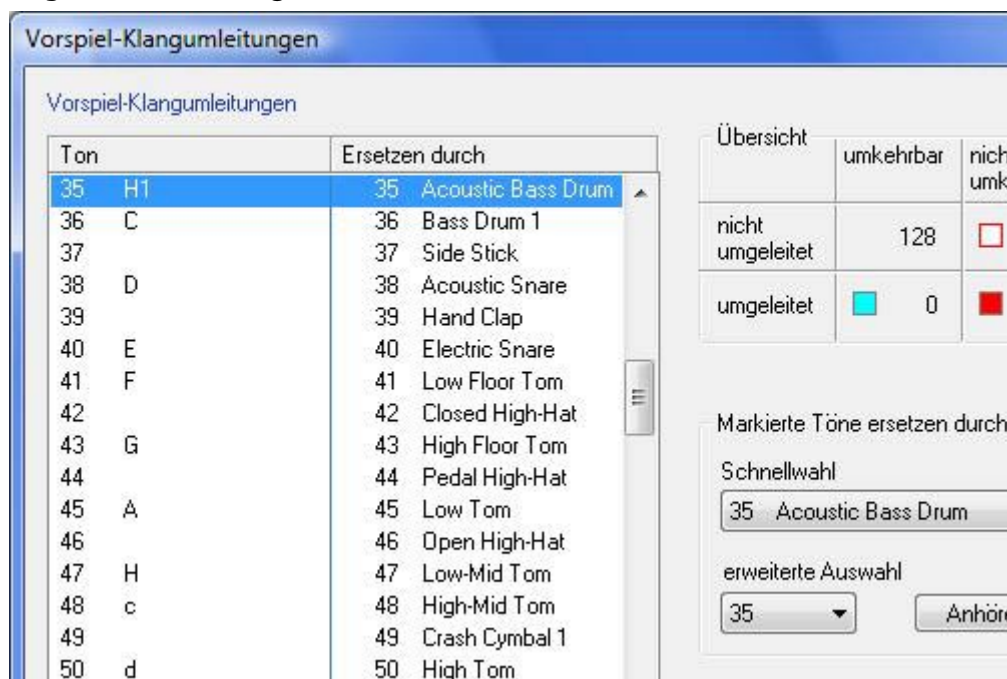 Vorspiel-Klangumleitungen
Vorspiel-Klangumleitungen
Ton Ersetzen durch
35 H1 35 Acoustic Bass Drum
36 C 36 Bass Drum 1
37 37 Side Stick
38 D 38 Acoustic Snare
39 39 Hand Clap
40 E 40 Electric Snare
41 F 41 Low Floor Tom
42 42 Closed High-Hat
43 G 43 High Floor Tom
44 44 Pedal High-Hat
45 A 45 Low Tom
46 46 Open High-Hat
47 H 47 Low-Mid Tom
48 c 48 High-Mid Tom
49 49 Crash Cymbal 1
50 d 50 High Tom
Übersicht
umkehrbar
nicht
umgeleitet 128
umgeleitet 0
Markierte Töne ersetzen durch
Schnellwahl
35 Acoustic Bass Drum
erweiterte Auswahl
35